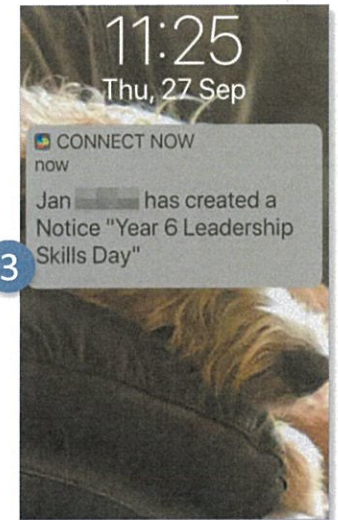 11:25
Thu, 27 Sep
CONNECT NOW
now
Jan has created a
Notice "Year 6 Leadership
Skills Day"
3